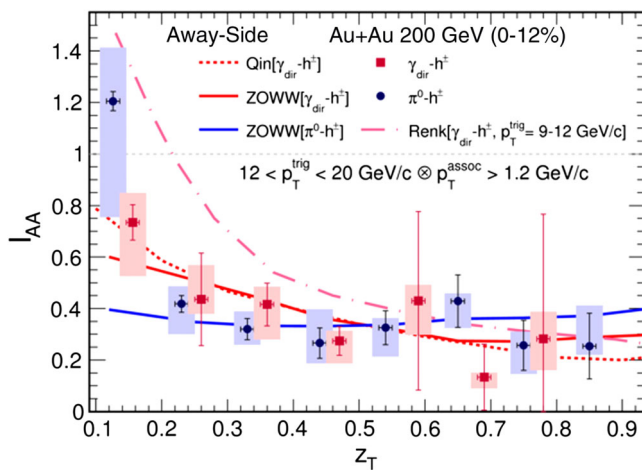 Away-Side Au+Au 200 GeV (0-12%)
Qin[γdir-h±] γdir-h±
ZOWW[γdir-h±] π⁰-h±
ZOWW[π⁰-h±] Renk[γdir-h±, pTtrig= 9-12 GeV/c]
12 < pTtrig < 20 GeV/c ⊗ pTassoc > 1.2 GeV/c
IAA
1.4
1.2
1
0.8
0.6
0.4
0.2
0
0.1 0.2 0.3 0.4 0.5 0.6 0.7 0.8 0.9
zT